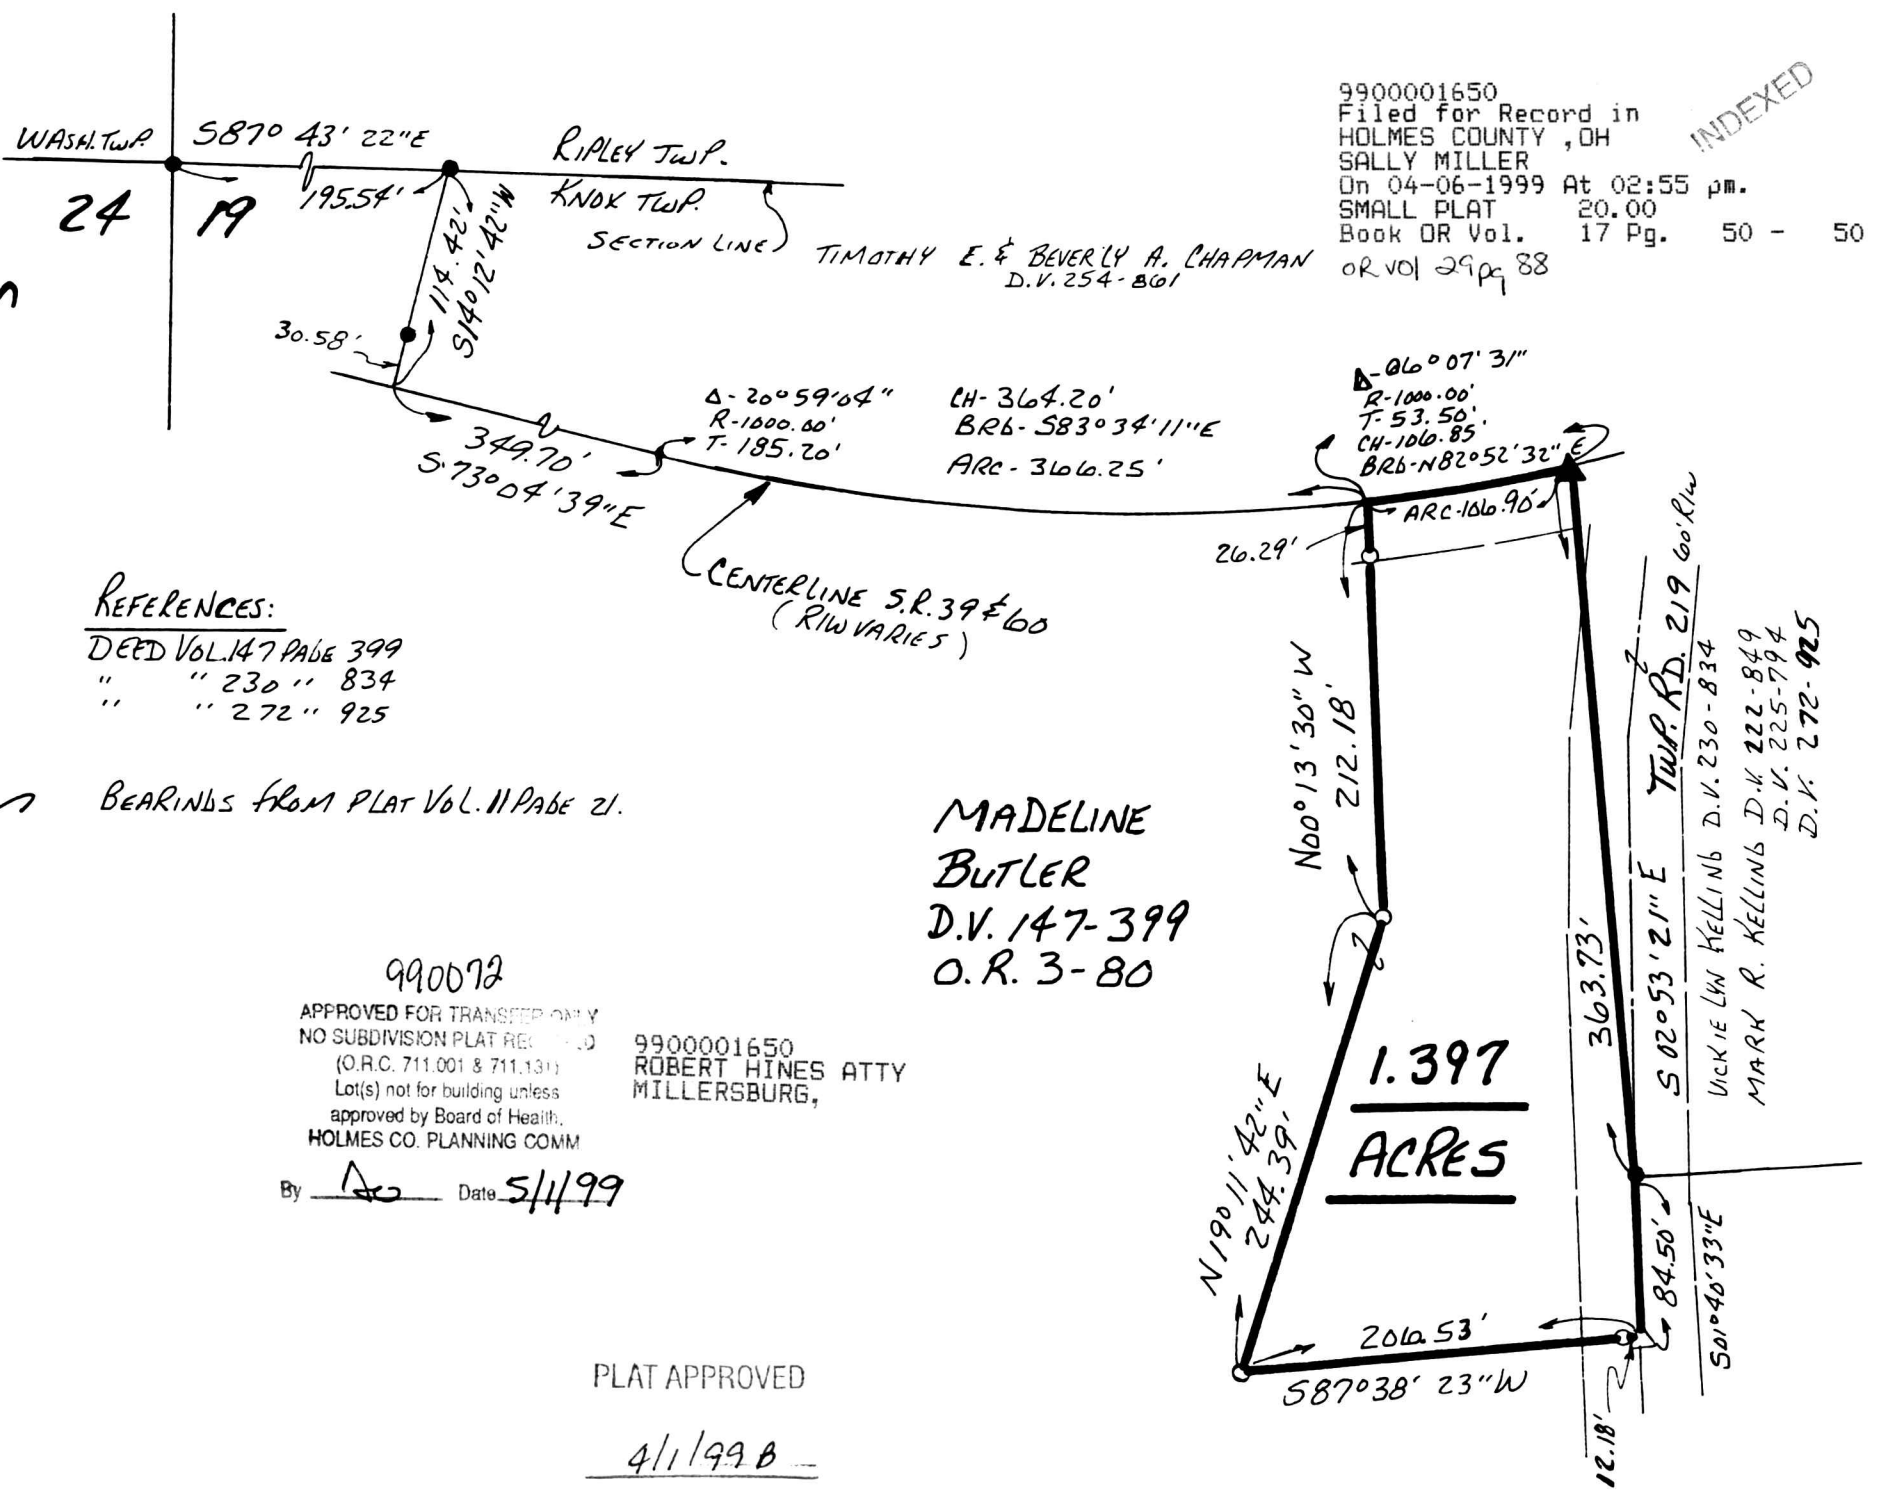 WASH. TWP.
S87° 43' 22"E
195.54'
RIPLEY TWP.
KNOX TWP.
SECTION LINE
24 19
114.42'
S14°12'42"W
30.58'
TIMOTHY E. & BEVERLY A. CHAPMAN
D.V. 254-861
9900001650
Filed for Record in
HOLMES COUNTY ,OH
SALLY MILLER
On 04-06-1999 At 02:55 pm.
SMALL PLAT 20.00
Book OR Vol. 17 Pg. 50 - 50
OR VOl 29 pg 88
INDEXED
349.70'
S.73°04'39"E
Δ-20°59'04"
R-1000.00'
T-185.20'
CH-364.20'
BRG-S83°34'11"E
ARC-366.25'
Δ-06°07'31"
R-1000.00'
T-53.50'
CH-106.85'
BRG-N82°52'32"E
ARC-106.90'
26.29'
CENTERLINE S.R. 39 & 60
(R/W VARIES)
REFERENCES:
DEED VOL.147 PAGE 399
" " 230 " 834
" " 272 " 925
BEARINGS FROM PLAT VOL. 11 PAGE 21.
MADELINE
BUTLER
D.V. 147-399
O.R. 3-80
N00°13'30"W
212.18'
N19°11'42"E
244.39'
1.397
ACRES
363.73'
S 02°53'21"E
TWP. RD. 219 60' R/W
VICKIE LYN KELLING D.V. 230-834
MARK R. KELLING D.V. 222-849
D.V. 225-794
D.V. 272-925
84.50'
S01°40'33"E
206.53'
S87°38' 23"W
12.18'
990072
APPROVED FOR TRANSFER ONLY
NO SUBDIVISION PLAT
(O.R.C. 711.001 & 711.131)
Lot(s) not for building unless
approved by Board of Health.
HOLMES CO. PLANNING COMM
By Date 5/1/99
9900001650
ROBERT HINES ATTY
MILLERSBURG,
PLAT APPROVED
4/1/99 B